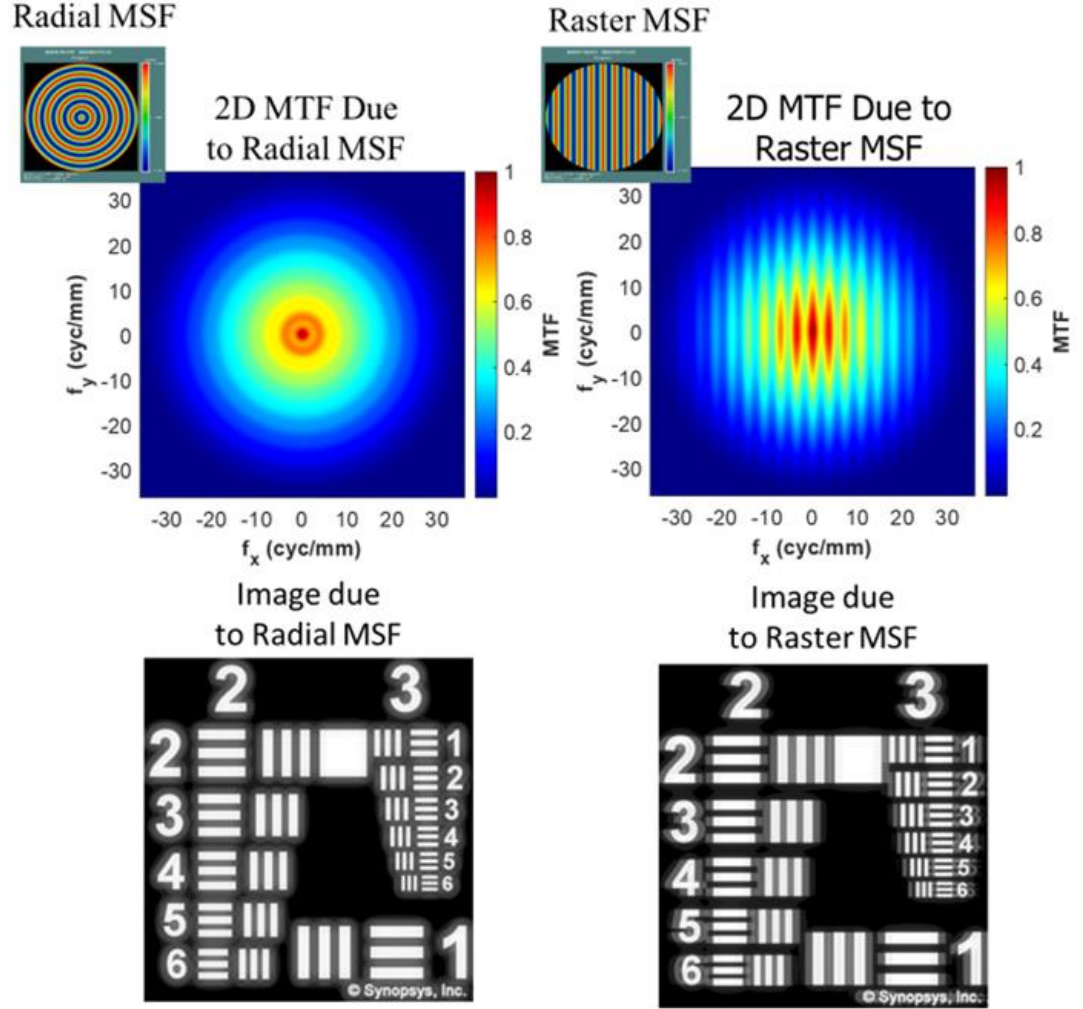 Radial MSF
2D MTF Due
to Radial MSF
1
0.8
0.6
0.4
0.2
MTF
30
20
10
0
-10
-20
-30
f_y (cyc/mm)
-30 -20 -10 0 10 20 30
f_x (cyc/mm)
Raster MSF
2D MTF Due to
Raster MSF
1
0.8
0.6
0.4
0.2
MTF
30
20
10
0
-10
-20
-30
f_y (cyc/mm)
-30 -20 -10 0 10 20 30
f_x (cyc/mm)
Image due
to Radial MSF
2 3
2 1
2
3 3
4
4 5
6
5
6 1
© Synopsys, Inc.
Image due
to Raster MSF
2 3
2 1
2
3 3
4
4 5
6
5
6 1
© Synopsys, Inc.